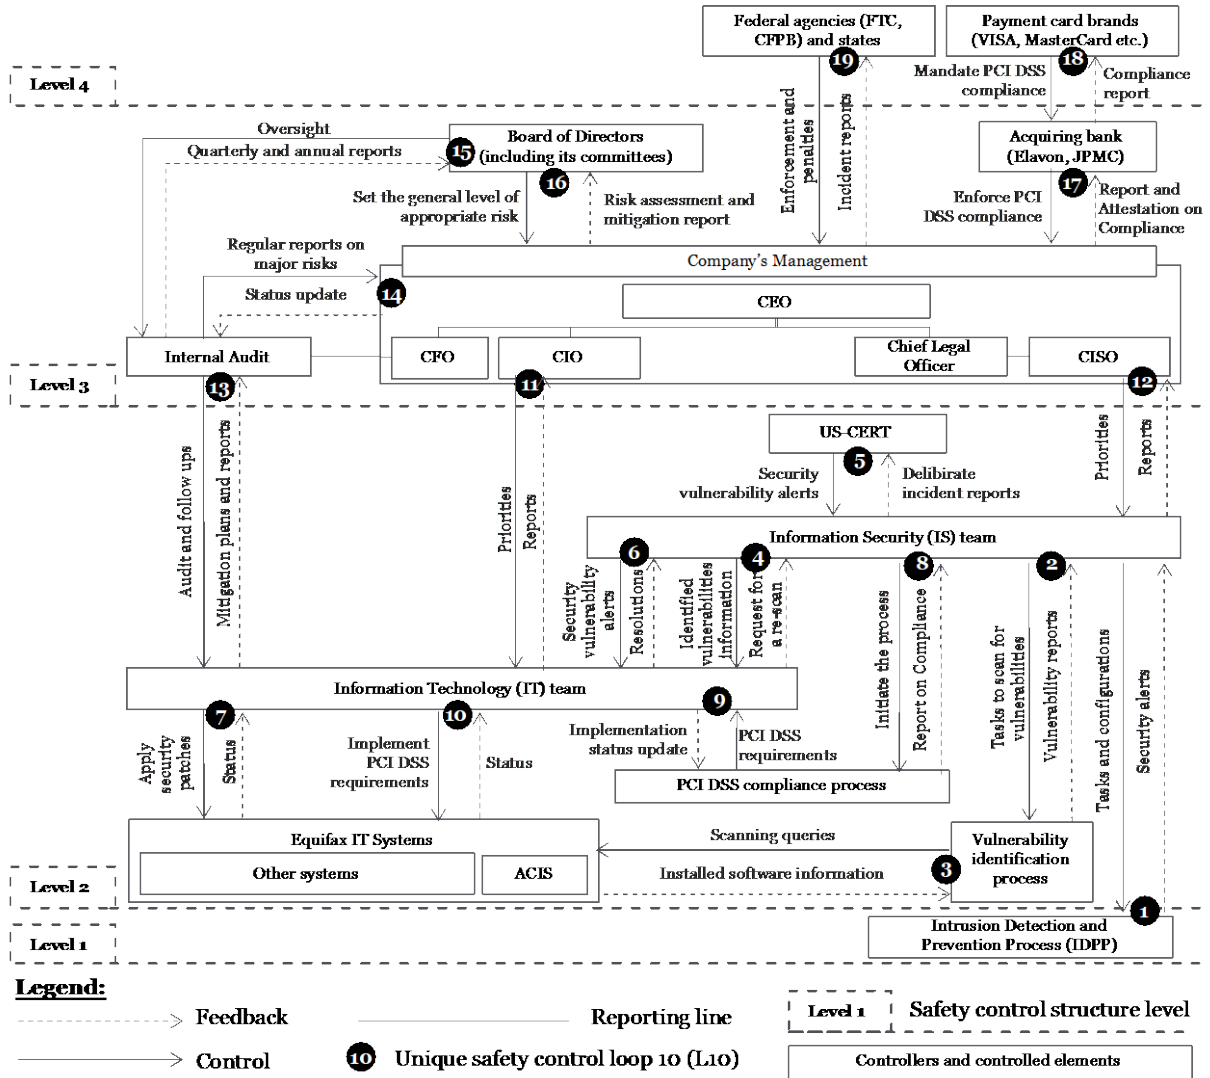 Federal agencies (FTC,
CFPB) and states
19
Payment card brands
(VISA, MasterCard etc.)
18
Level 4
Mandate PCI DSS
compliance
Compliance
report
Enforcement and
penalties
Incident reports
Oversight
Quarterly and annual reports
15
Board of Directors
(including its committees)
16
Acquiring bank
(Elavon, JPMC)
17
Set the general level of
appropriate risk
Risk assessment and
mitigation report
Enforce PCI
DSS compliance
Report and
Attestation on
Compliance
Regular reports on
major risks
Status update
14
Company's Management
CEO
Internal Audit
13
CFO
CIO
11
Chief Legal
Officer
CISO
12
Level 3
Audit and follow ups
Mitigation plans and reports
Priorities
Reports
US-CERT
5
Security
vulnerability alerts
Delibirate
incident reports
Priorities
Reports
Information Security (IS) team
6
4
8
2
Security
vulnerability
alerts
Resolutions
Identified
vulnerabilities
information
Request for
a re-scan
Initiate the process
Report on Compliance
Tasks to scan for
vulnerabilities
Vulnerability reports
Tasks and configurations
Security alerts
Information Technology (IT) team
7
10
9
Apply
security
patches
Status
Implement
PCI DSS
requirements
Status
Implementation
status update
PCI DSS
requirements
PCI DSS compliance process
Equifax IT Systems
Other systems
ACIS
Scanning queries
Installed software information
3
Vulnerability
identification
process
Level 2
1
Level 1
Intrusion Detection and
Prevention Process (IDPP)
Legend:
Feedback
Reporting line
Level 1
Safety control structure level
Control
10
Unique safety control loop 10 (L10)
Controllers and controlled elements